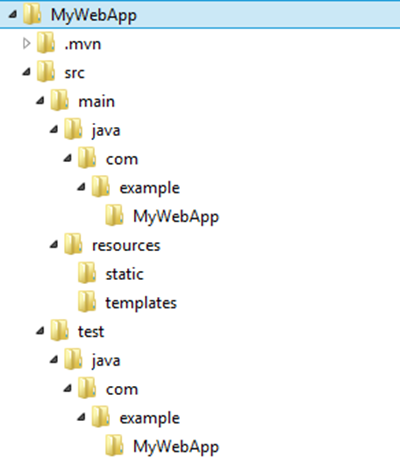 MyWebApp
.mvn
src
main
java
com
example
MyWebApp
resources
static
templates
test
java
com
example
MyWebApp